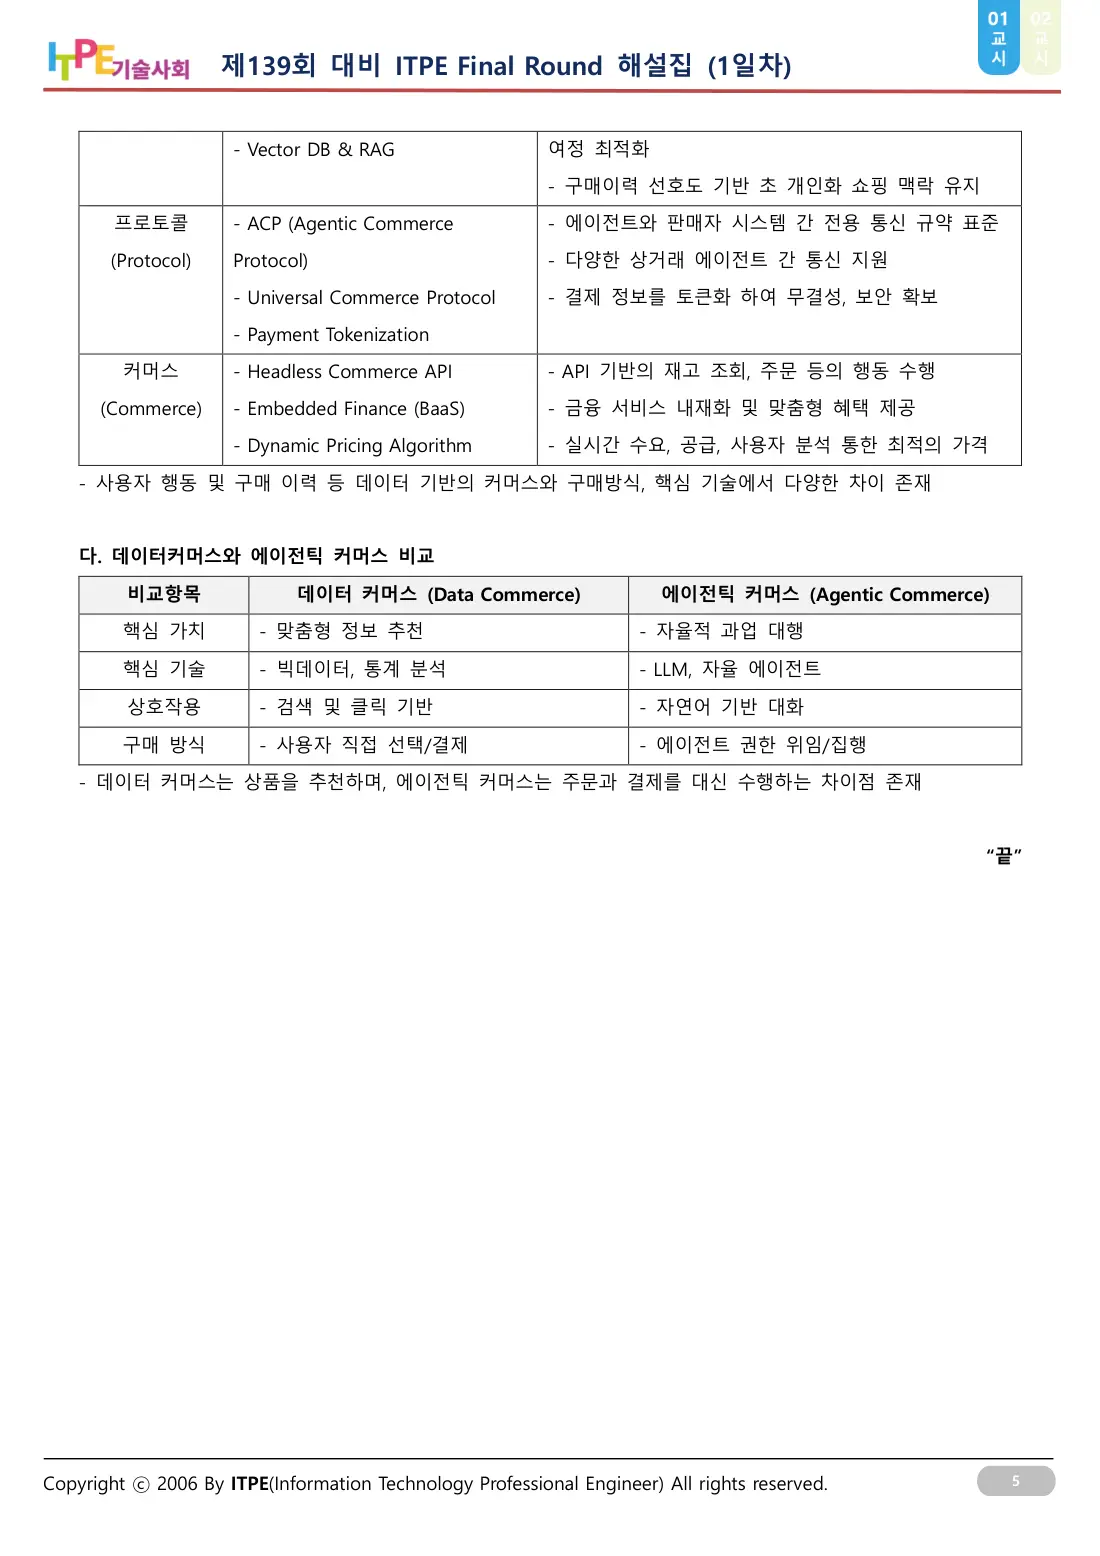 ITPE기술사회 제139회 대비 ITPE Final Round 해설집 (1일차)
01
교
시
02
교
시
- Vector DB & RAG
여정 최적화
- 구매이력 선호도 기반 초 개인화 쇼핑 맥락 유지
프로토콜
(Protocol)
- ACP (Agentic Commerce
Protocol)
- Universal Commerce Protocol
- Payment Tokenization
- 에이전트와 판매자 시스템 간 전용 통신 규약 표준
- 다양한 상거래 에이전트 간 통신 지원
- 결제 정보를 토큰화 하여 무결성, 보안 확보
커머스
(Commerce)
- Headless Commerce API
- Embedded Finance (BaaS)
- Dynamic Pricing Algorithm
- API 기반의 재고 조회, 주문 등의 행동 수행
- 금융 서비스 내재화 및 맞춤형 혜택 제공
- 실시간 수요, 공급, 사용자 분석 통한 최적의 가격
- 사용자 행동 및 구매 이력 등 데이터 기반의 커머스와 구매방식, 핵심 기술에서 다양한 차이 존재
다. 데이터커머스와 에이전틱 커머스 비교
비교항목 데이터 커머스 (Data Commerce) 에이전틱 커머스 (Agentic Commerce)
핵심 가치 - 맞춤형 정보 추천 - 자율적 과업 대행
핵심 기술 - 빅데이터, 통계 분석 - LLM, 자율 에이전트
상호작용 - 검색 및 클릭 기반 - 자연어 기반 대화
구매 방식 - 사용자 직접 선택/결제 - 에이전트 권한 위임/집행
- 데이터 커머스는 상품을 추천하며, 에이전틱 커머스는 주문과 결제를 대신 수행하는 차이점 존재
“끝”
Copyright ⓒ 2006 By ITPE(Information Technology Professional Engineer) All rights reserved.
5